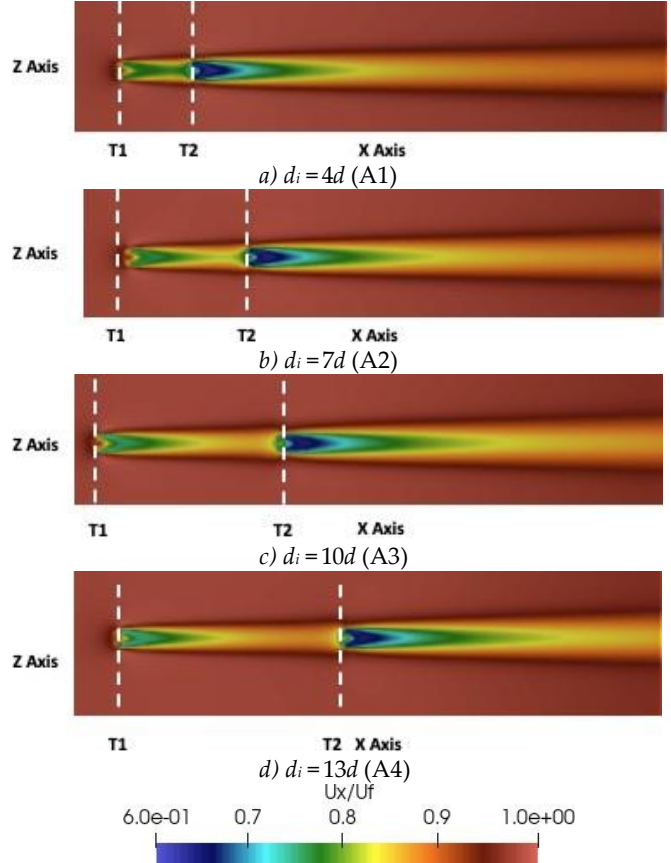 Z Axis
T1 T2 X Axis
a) dᵢ = 4d (A1)
Z Axis
T1 T2 X Axis
b) dᵢ = 7d (A2)
Z Axis
T1 T2 X Axis
c) dᵢ = 10d (A3)
Z Axis
T1 T2 X Axis
d) dᵢ = 13d (A4)
Ux/Uf
6.0e-01 0.7 0.8 0.9 1.0e+00